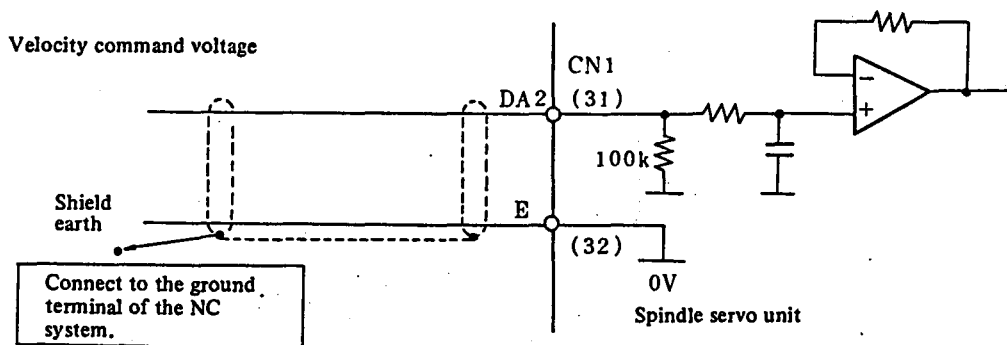 Velocity command voltage
CN1
DA2
(31)
−
+
100k
Shield
earth
E
(32)
0V
Connect to the ground
terminal of the NC
system.
Spindle servo unit